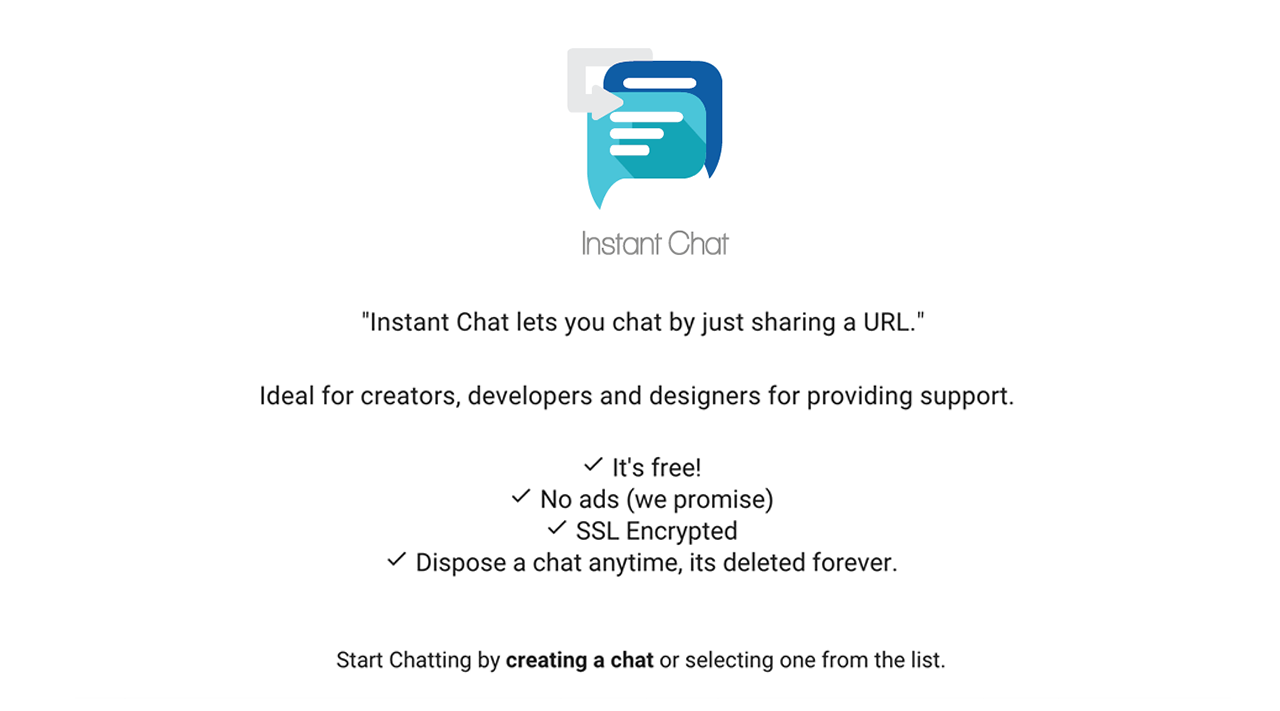 Instant Chat
"Instant Chat lets you chat by just sharing a URL."
Ideal for creators, developers and designers for providing support.
✓ It's free!
✓ No ads (we promise)
✓ SSL Encrypted
✓ Dispose a chat anytime, its deleted forever.
Start Chatting by creating a chat or selecting one from the list.